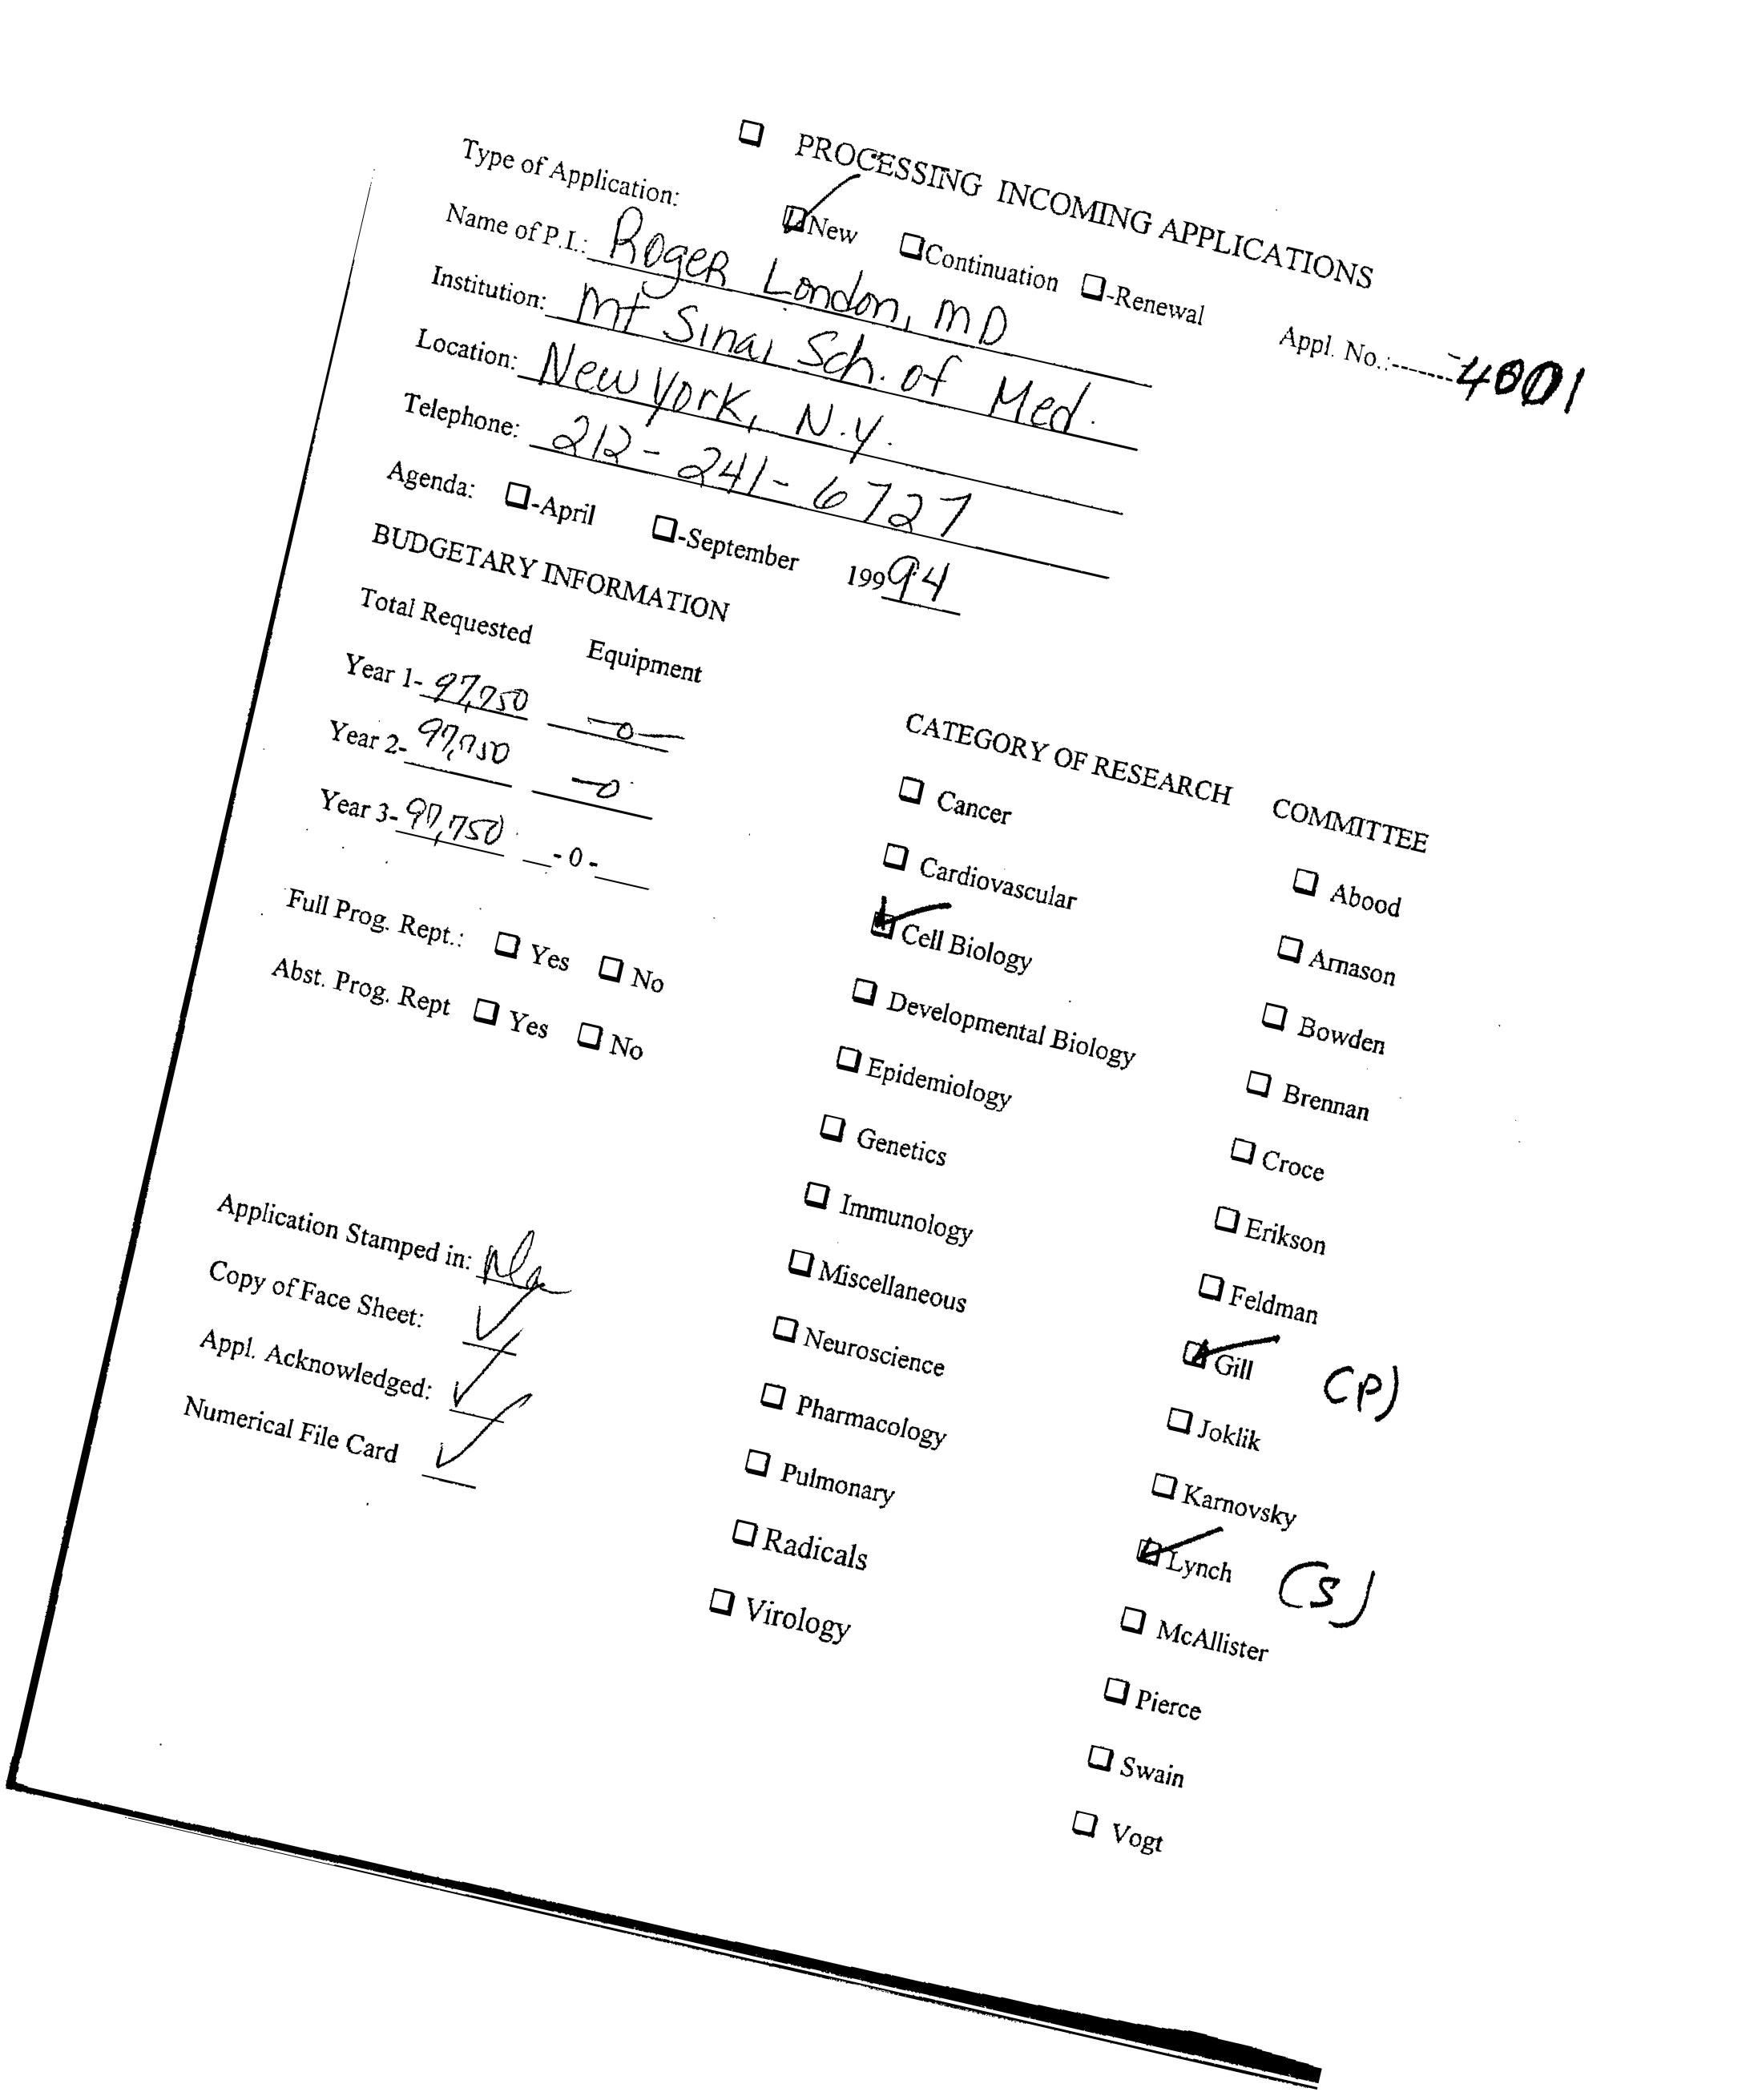 ❑ PROCESSING INCOMING APPLICATIONS
Type of Application: ❑New ❑Continuation ❑-Renewal
Appl. No.:-------4001
Name of P.I.: Roger London, MD
Institution: Mt Sinai Sch. of Med.
Location: New York, N.Y.
Telephone: 212-241-6727
Agenda: ❑-April ❑-September 19994
BUDGETARY INFORMATION
Total Requested Equipment
Year 1- 97,750 -0-
Year 2- 97,750 -0
Year 3- 97,750 -0-
Full Prog. Rept.: ❑ Yes ❑ No
Abst. Prog. Rept ❑ Yes ❑ No
Application Stamped in:
Copy of Face Sheet: ✓
Appl. Acknowledged: ✓
Numerical File Card ✓
CATEGORY OF RESEARCH
❑ Cancer
❑ Cardiovascular
❑ Cell Biology
❑ Developmental Biology
❑ Epidemiology
❑ Genetics
❑ Immunology
❑ Miscellaneous
❑ Neuroscience
❑ Pharmacology
❑ Pulmonary
❑ Radicals
❑ Virology
COMMITTEE
❑ Abood
❑ Arnason
❑ Bowden
❑ Brennan
❑ Croce
❑ Erikson
❑ Feldman
❑ Gill (P)
❑ Joklik
❑ Karnovsky
❑ Lynch (S)
❑ McAllister
❑ Pierce
❑ Swain
❑ Vogt